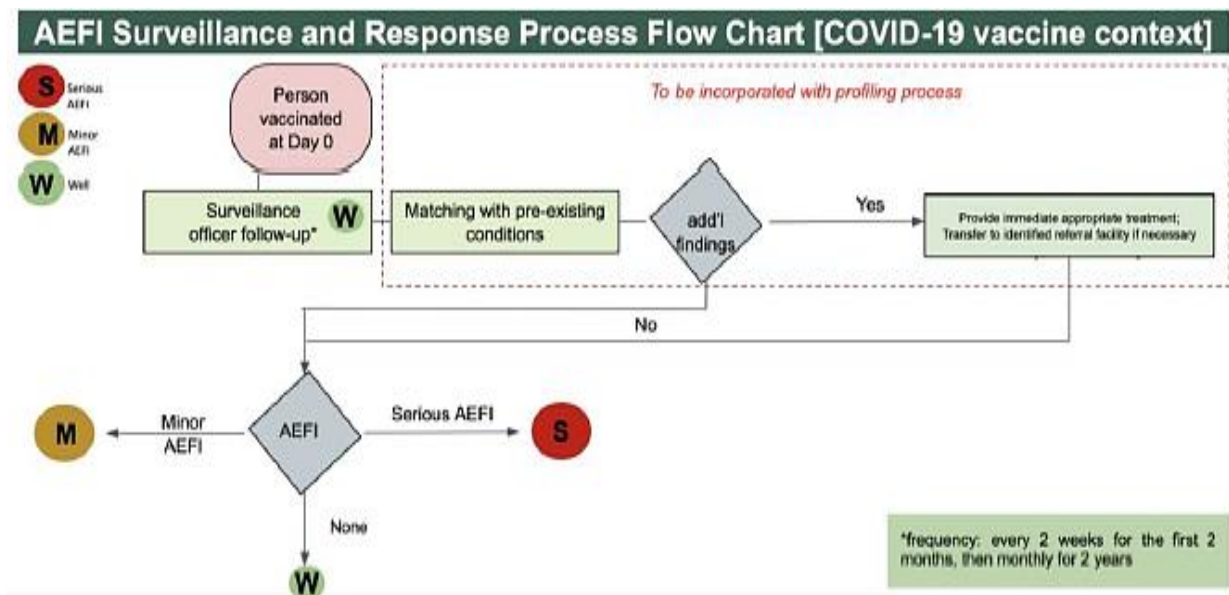 AEFI Surveillance and Response Process Flow Chart [COVID-19 vaccine context]
S Serious
AEFI
M Minor
AEFI
W Well
Person
vaccinated
at Day 0
To be incorporated with profiling process
Surveillance
officer follow-up*
W
Matching with pre-existing
conditions
add'l
findings
Yes
Provide immediate appropriate treatment;
Transfer to identified referral facility if necessary
No
M
Minor
AEFI
AEFI
Serious AEFI
S
None
W
*frequency: every 2 weeks for the first 2
months, then monthly for 2 years